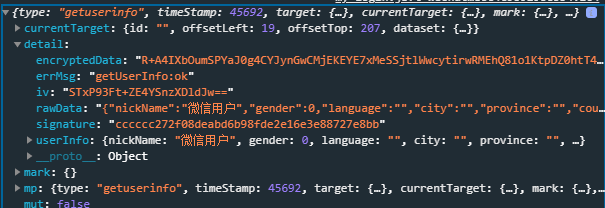 {type: "getuserinfo", timeStamp: 45692, target: {…}, currentTarget: {…}, mark: {…}, …}
currentTarget: {id: "", offsetLeft: 19, offsetTop: 207, dataset: {…}}
detail:
encryptedData: "R+A4IXbOumSPYaJ0g4CYJynGwCMjEKEYE7xMeSSjtlWwcytirwRMEhQ81o1KtpDZ0htT4…
errMsg: "getUserInfo:ok"
iv: "STxP93Ft+ZE4YSnzXDldJw=="
rawData: "{"nickName":"微信用户","gender":0,"language":"","city":"","province":"","cou…
signature: "cccccc272f08deabd6b98fde2e16e3e88727e8bb"
userInfo: {nickName: "微信用户", gender: 0, language: "", city: "", province: "", …}
__proto__: Object
mark: {}
mp: {type: "getuserinfo", timeStamp: 45692, target: {…}, currentTarget: {…}, mark: {…},…
mut: false